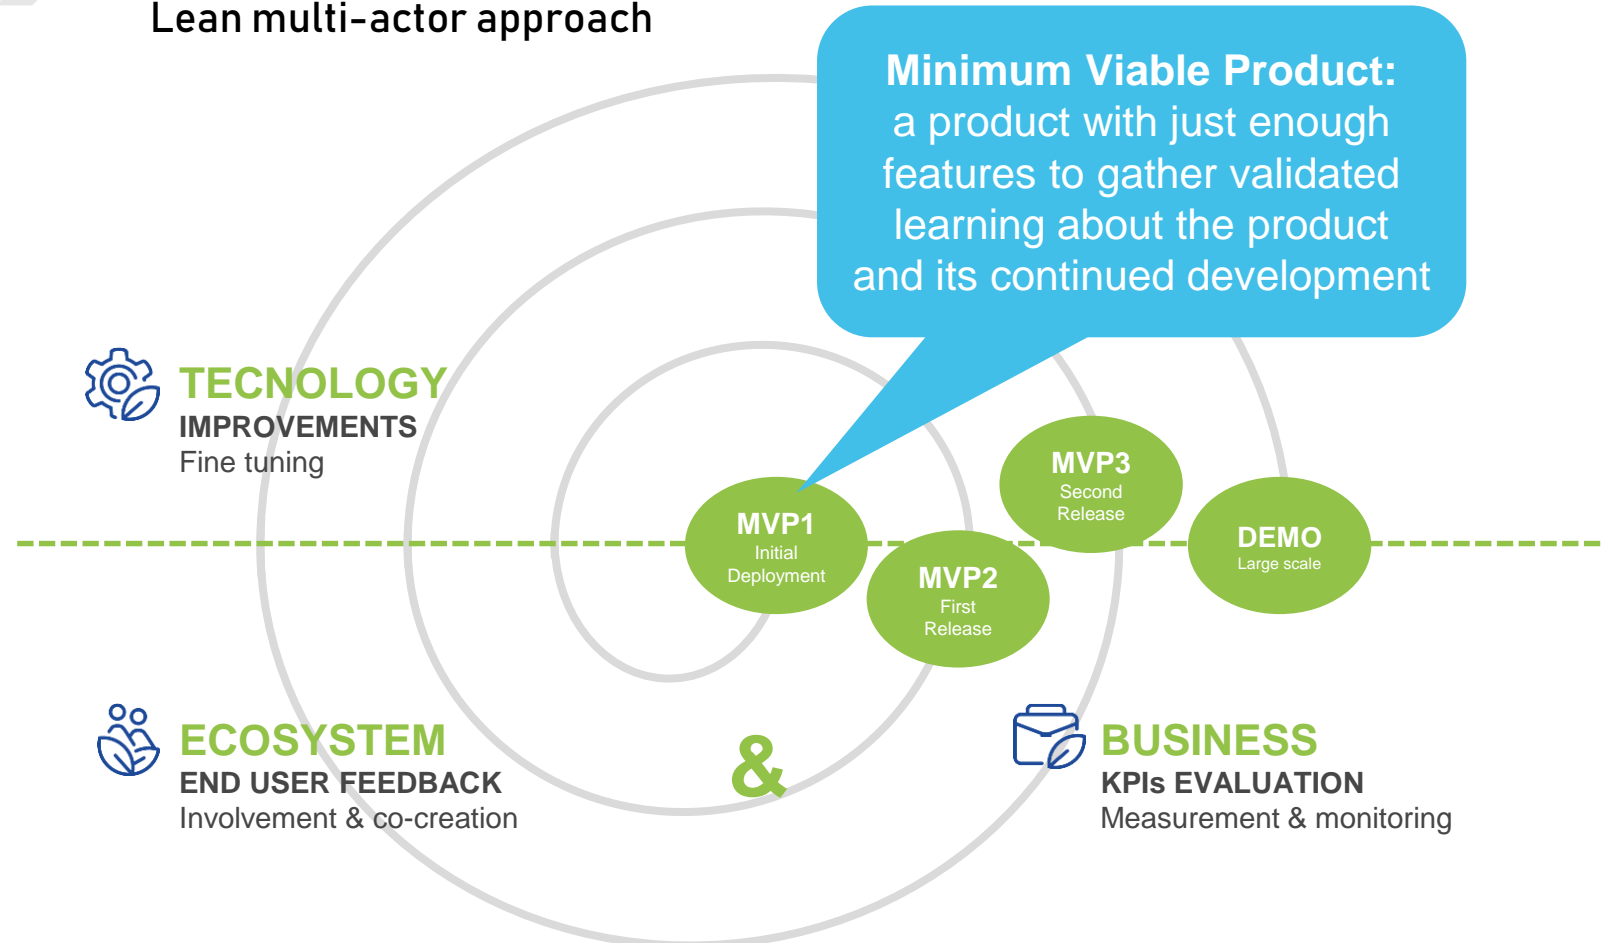 Lean multi-actor approach
Minimum Viable Product:
a product with just enough
features to gather validated
learning about the product
and its continued development
TECNOLOGY
IMPROVEMENTS
Fine tuning
MVP1
Initial
Deployment
MVP2
First
Release
MVP3
Second
Release
DEMO
Large scale
ECOSYSTEM
END USER FEEDBACK
Involvement & co-creation
&
BUSINESS
KPIs EVALUATION
Measurement & monitoring